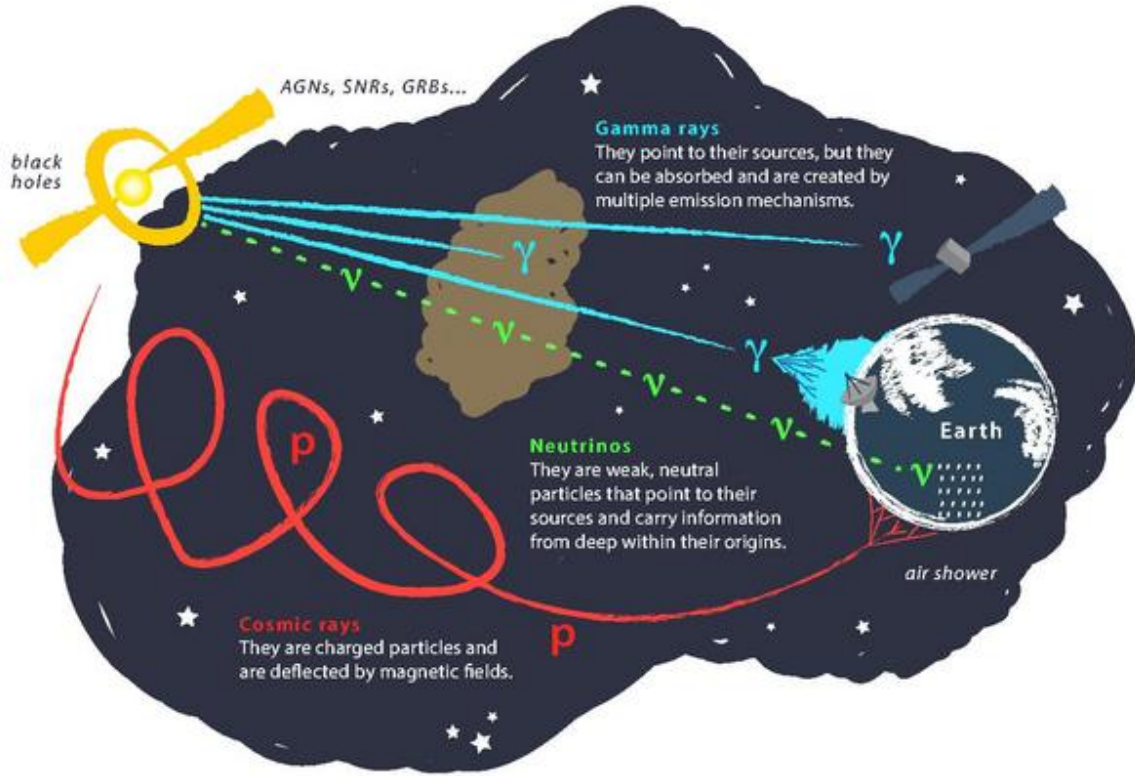 AGNs, SNRs, GRBs...
black
holes
Gamma rays
They point to their sources, but they
can be absorbed and are created by
multiple emission mechanisms.
γ
γ
γ
ν
ν
ν
ν
ν
Earth
Neutrinos
They are weak, neutral
particles that point to their
sources and carry information
from deep within their origins.
air shower
p
p
Cosmic rays
They are charged particles and
are deflected by magnetic fields.